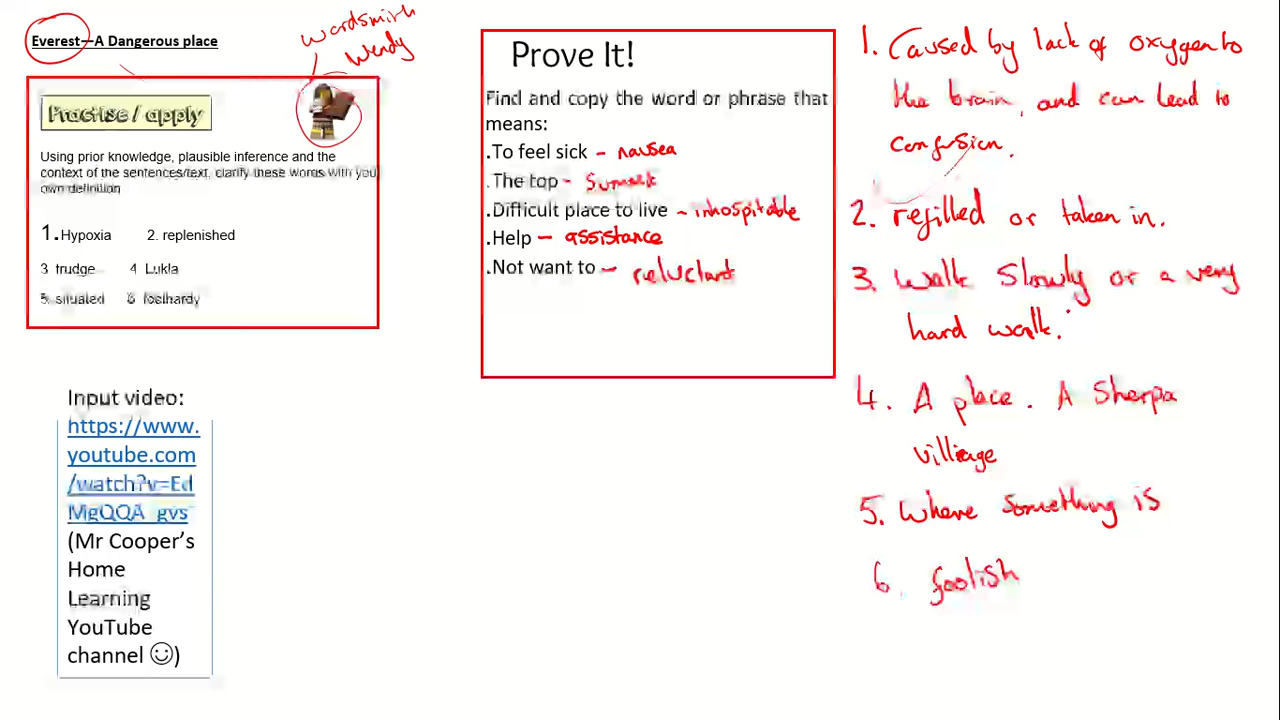 Everest—A Dangerous place
wordsmith
Wendy
Practise / apply
Using prior knowledge, plausible inference and the
context of the sentences/text, clarify these words with you
own definition
1. Hypoxia 2. replenished
3 trudge 4 Lukla
5. situated 6 foolhardy
Input video:
https://www.
youtube.com
/watch?v=Ed
MgQQA_gvs
(Mr Cooper's
Home
Learning
YouTube
channel ☺)
Prove It!
Find and copy the word or phrase that
means:
.To feel sick – nausea
.The top – Summit
.Difficult place to live – inhospitable
.Help – assistance
.Not want to – reluctant
1. Caused by lack of oxygen to
the brain, and can lead to
confusion.
2. refilled or taken in.
3. Walk slowly or a very
hard walk.
4. A place. A Sherpa
village
5. Where something is
6. foolish